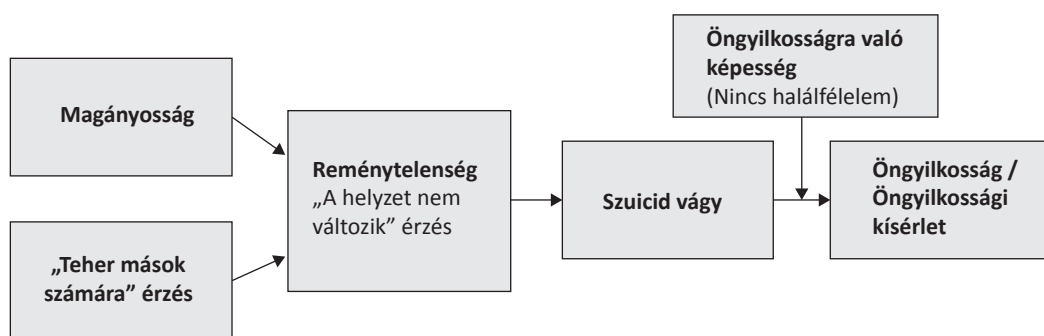 Magányosság
„Teher mások
számára” érzés
Reménytelenség
„A helyzet nem
változik” érzés
Szuicid vágy
Öngyilkosságra való
képesség
(Nincs halálfélelem)
Öngyilkosság /
Öngyilkossági
kísérlet